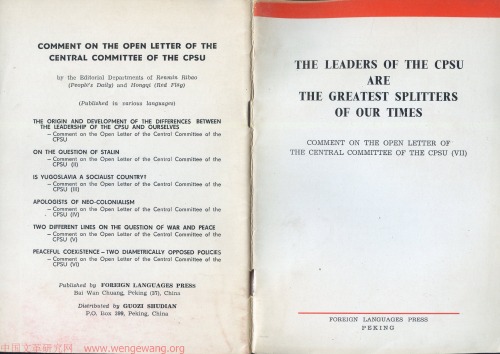 COMMENT ON THE OPEN LETTER OF THE
CENTRAL COMMITTEE OF THE CPSU
by the Editorial Departments of Renmin Ribao
(People's Daily) and Hongqi (Red Flag)
(Published in various languages)
THE ORIGIN AND DEVELOPMENT OF THE DIFFERENCES BETWEEN
THE LEADERSHIP OF THE CPSU AND OURSELVES
— Comment on the Open Letter of the Central Committee of the
CPSU
ON THE QUESTION OF STALIN
— Comment on the Open Letter of the Central Committee of the
CPSU (II)
IS YUGOSLAVIA A SOCIALIST COUNTRY?
— Comment on the Open Letter of the Central Committee of the
CPSU (III)
APOLOGISTS OF NEO-COLONIALISM
— Comment on the Open Letter of the Central Committee of the
CPSU (IV)
TWO DIFFERENT LINES ON THE QUESTION OF WAR AND PEACE
— Comment on the Open Letter of the Central Committee of the
CPSU (V)
PEACEFUL COEXISTENCE — TWO DIAMETRICALLY OPPOSED POLICIES
— Comment on the Open Letter of the Central Committee of the
CPSU (VI)
Published by FOREIGN LANGUAGES PRESS
Bai Wan Chuang, Peking (37), China
Distributed by GUOZI SHUDIAN
P.O. Box 399, Peking, China
中国文革研究网 www.wengewang.org
THE LEADERS OF THE CPSU
ARE
THE GREATEST SPLITTERS
OF OUR TIMES
COMMENT ON THE OPEN LETTER OF
THE CENTRAL COMMITTEE OF THE CPSU (VII)
FOREIGN LANGUAGES PRESS
PEKING